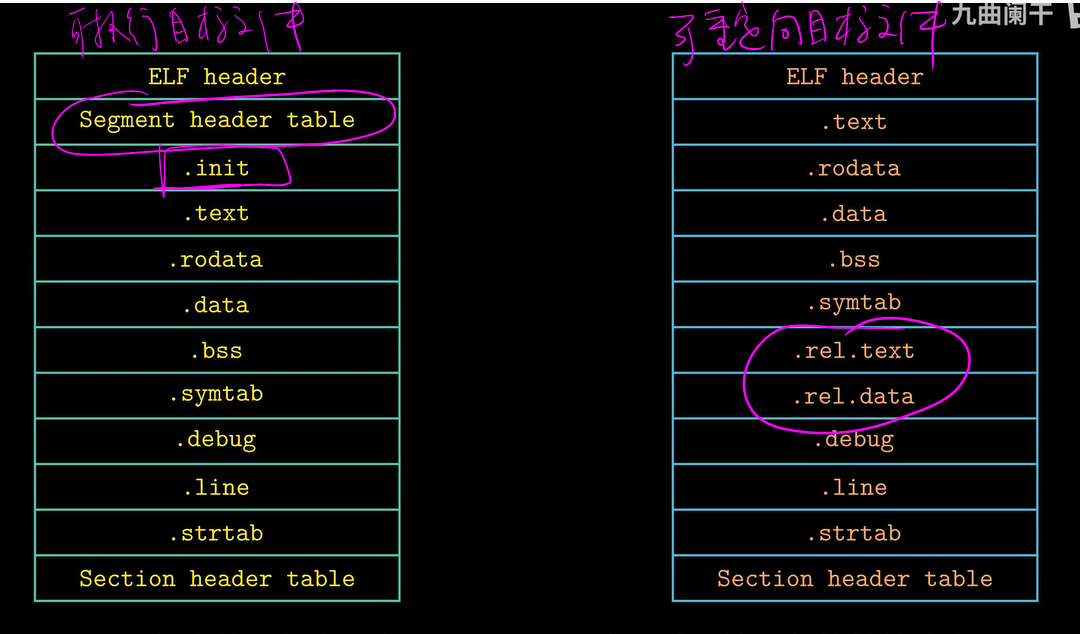 可执行目标文件
ELF header
Segment header table
.init
.text
.rodata
.data
.bss
.symtab
.debug
.line
.strtab
Section header table
可重定向目标文件
九曲阑干
ELF header
.text
.rodata
.data
.bss
.symtab
.rel.text
.rel.data
.debug
.line
.strtab
Section header table